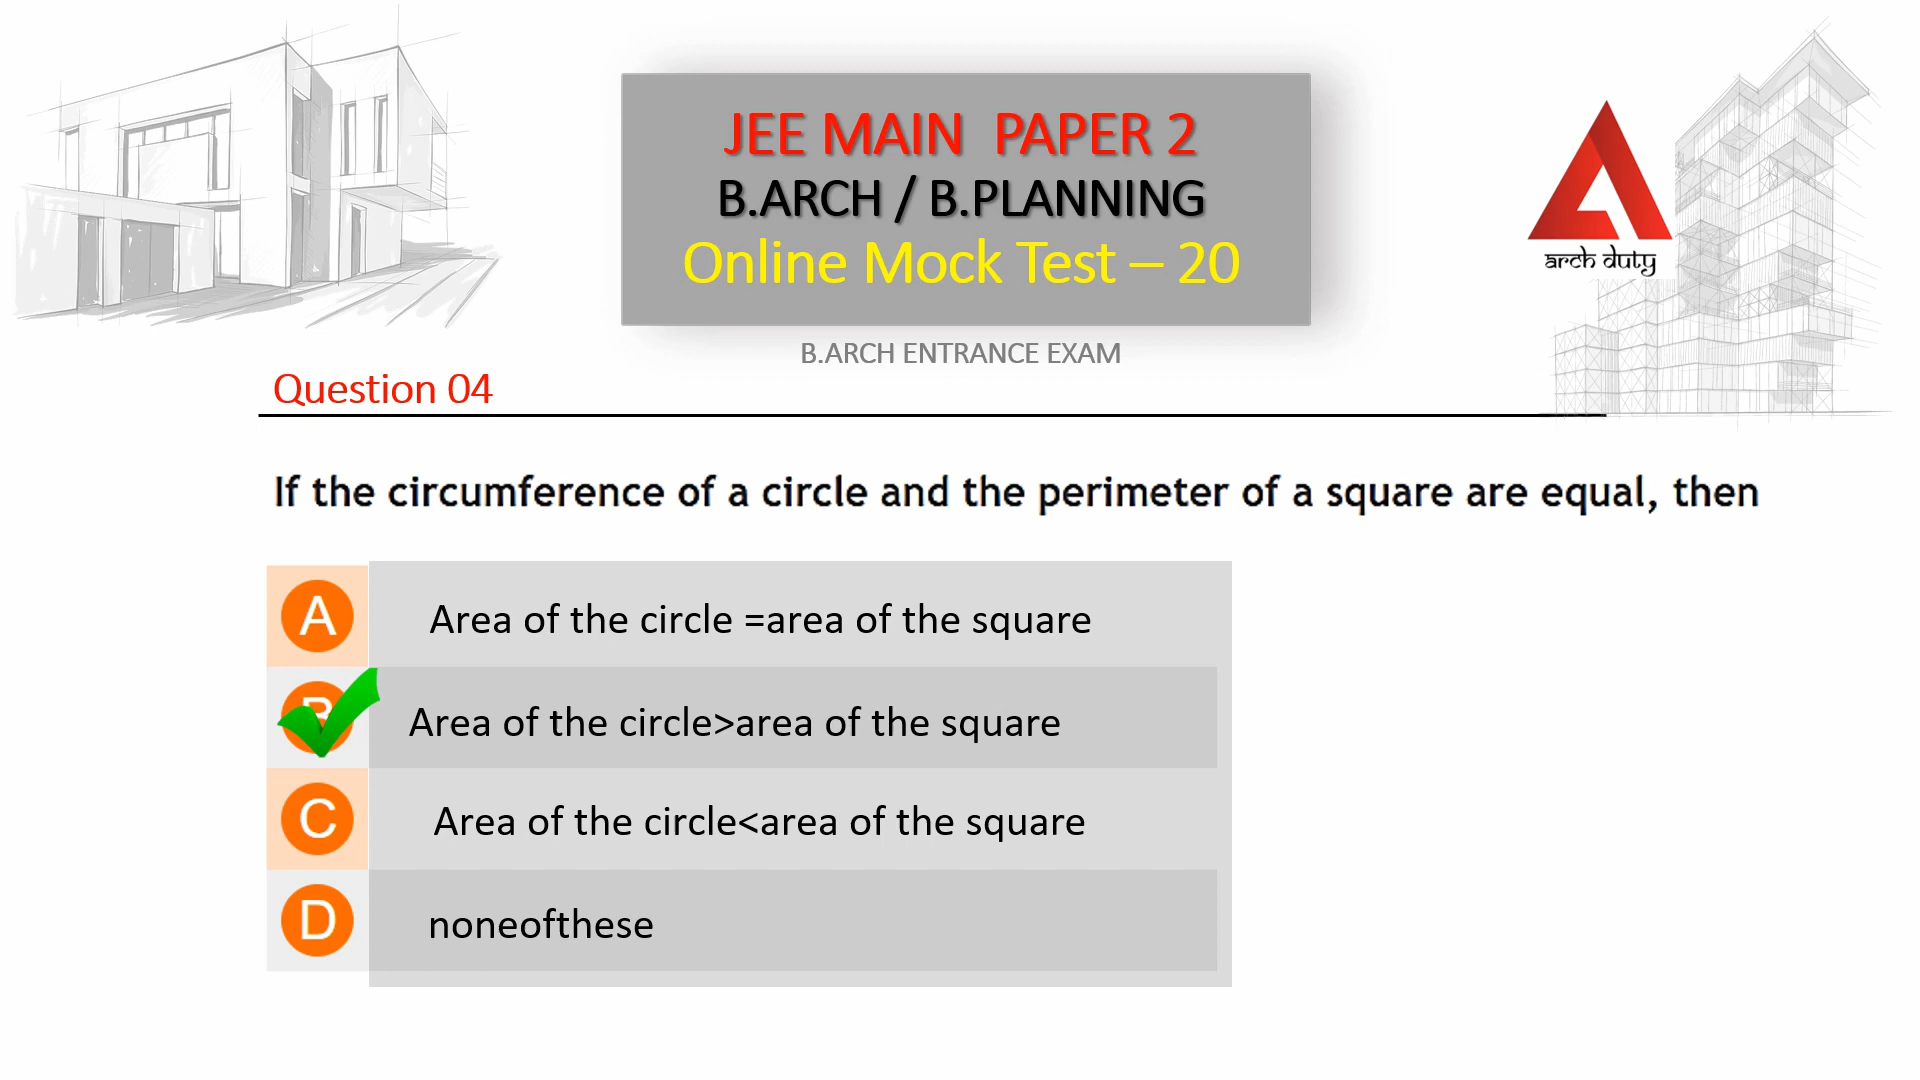 JEE MAIN PAPER 2
B.ARCH / B.PLANNING
Online Mock Test – 20
arch duty
B.ARCH ENTRANCE EXAM
Question 04
If the circumference of a circle and the perimeter of a square are equal, then
A Area of the circle =area of the square
B Area of the circle>area of the square
C Area of the circle<area of the square
D noneofthese